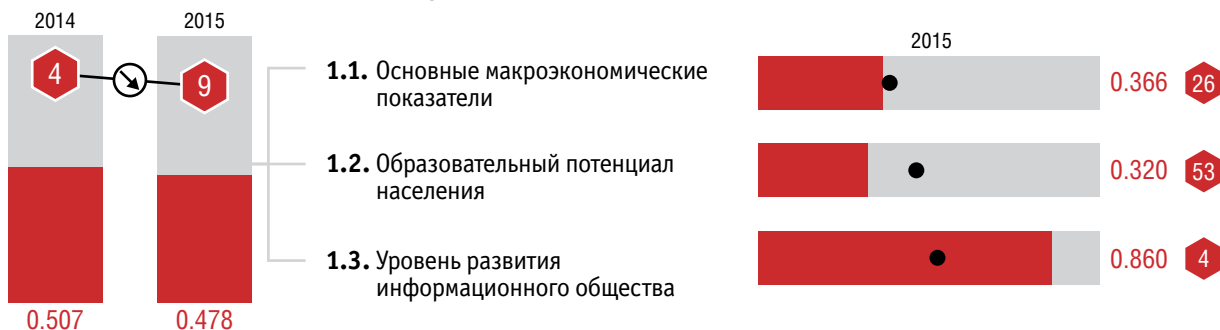 2014
2015
4
9
0.507
0.478
1.1. Основные макроэкономические
показатели
1.2. Образовательный потенциал
населения
1.3. Уровень развития
информационного общества
2015
0.366 26
0.320 53
0.860 4